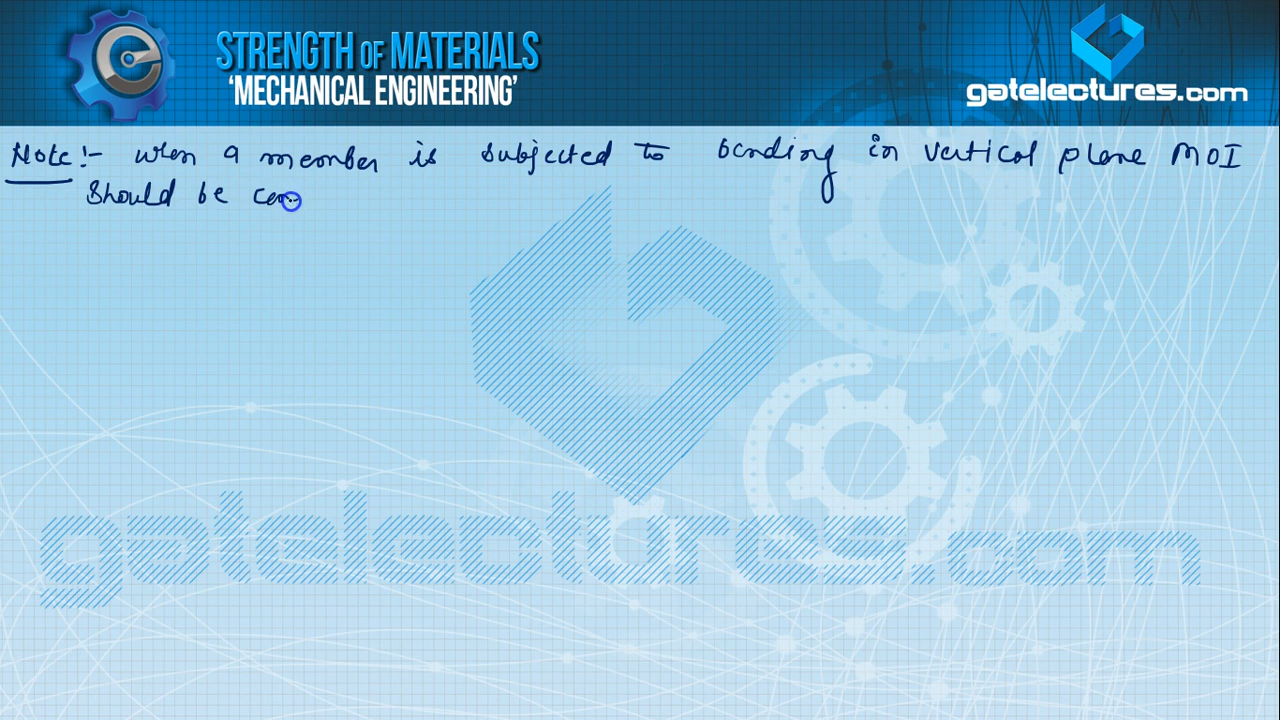 STRENGTH OF MATERIALS
'MECHANICAL ENGINEERING'
gatelectures.com
Note :- when a member is subjected to bending in vertical plane MOI
should be
gatelectures.com